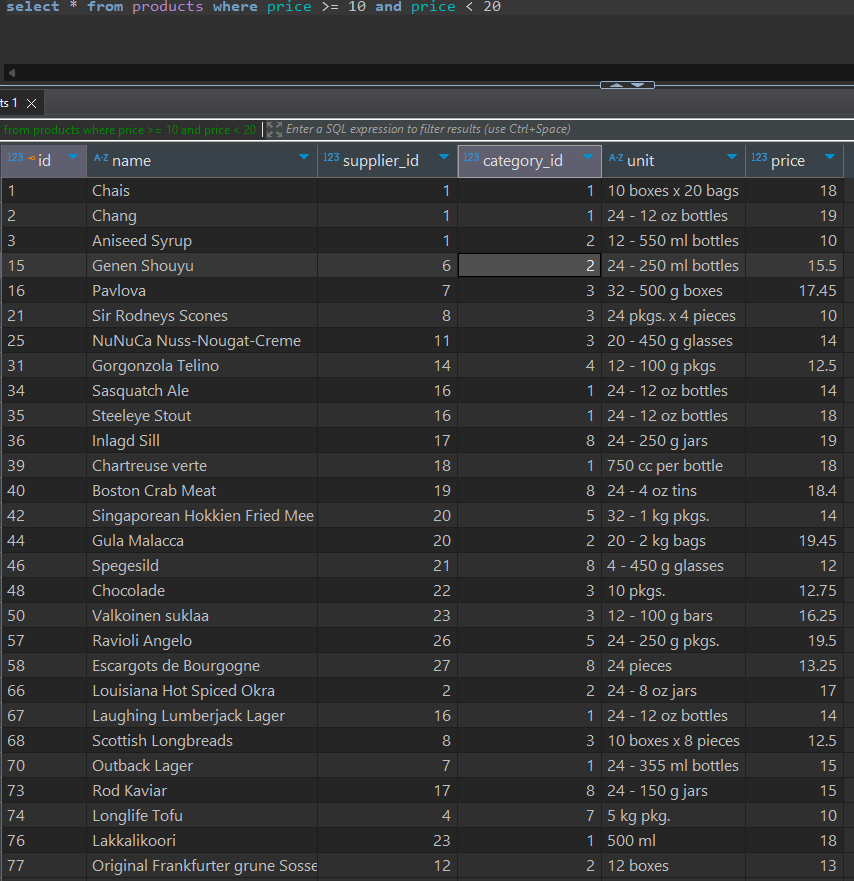 select * from products where price >= 10 and price < 20
ts 1
from products where price >= 10 and price < 20 Enter a SQL expression to filter results (use Ctrl+Space)
123 id A-Z name 123 supplier_id 123 category_id A-Z unit 123 price
1 Chais 1 1 10 boxes x 20 bags 18
2 Chang 1 1 24 - 12 oz bottles 19
3 Aniseed Syrup 1 2 12 - 550 ml bottles 10
15 Genen Shouyu 6 2 24 - 250 ml bottles 15.5
16 Pavlova 7 3 32 - 500 g boxes 17.45
21 Sir Rodneys Scones 8 3 24 pkgs. x 4 pieces 10
25 NuNuCa Nuss-Nougat-Creme 11 3 20 - 450 g glasses 14
31 Gorgonzola Telino 14 4 12 - 100 g pkgs 12.5
34 Sasquatch Ale 16 1 24 - 12 oz bottles 14
35 Steeleye Stout 16 1 24 - 12 oz bottles 18
36 Inlagd Sill 17 8 24 - 250 g jars 19
39 Chartreuse verte 18 1 750 cc per bottle 18
40 Boston Crab Meat 19 8 24 - 4 oz tins 18.4
42 Singaporean Hokkien Fried Mee 20 5 32 - 1 kg pkgs. 14
44 Gula Malacca 20 2 20 - 2 kg bags 19.45
46 Spegesild 21 8 4 - 450 g glasses 12
48 Chocolade 22 3 10 pkgs. 12.75
50 Valkoinen suklaa 23 3 12 - 100 g bars 16.25
57 Ravioli Angelo 26 5 24 - 250 g pkgs. 19.5
58 Escargots de Bourgogne 27 8 24 pieces 13.25
66 Louisiana Hot Spiced Okra 2 2 24 - 8 oz jars 17
67 Laughing Lumberjack Lager 16 1 24 - 12 oz bottles 14
68 Scottish Longbreads 8 3 10 boxes x 8 pieces 12.5
70 Outback Lager 7 1 24 - 355 ml bottles 15
73 Rod Kaviar 17 8 24 - 150 g jars 15
74 Longlife Tofu 4 7 5 kg pkg. 10
76 Lakkalikoori 23 1 500 ml 18
77 Original Frankfurter grune Sosse 12 2 12 boxes 13